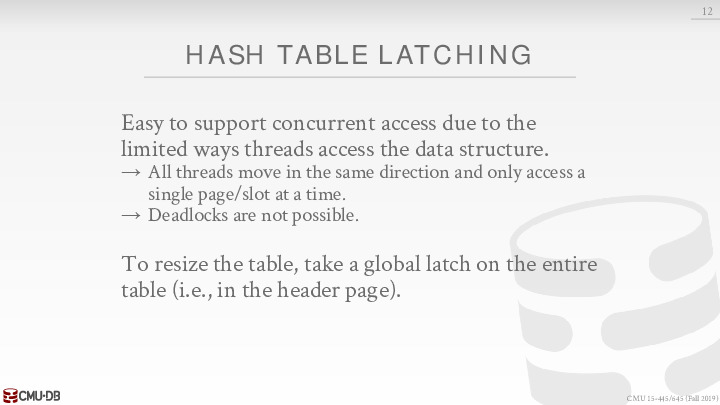 12
HASH TABLE LATCHING
Easy to support concurrent access due to the
limited ways threads access the data structure.
→ All threads move in the same direction and only access a
single page/slot at a time.
→ Deadlocks are not possible.
To resize the table, take a global latch on the entire
table (i.e., in the header page).
CMU·DB
CMU 15-445/645 (Fall 2019)